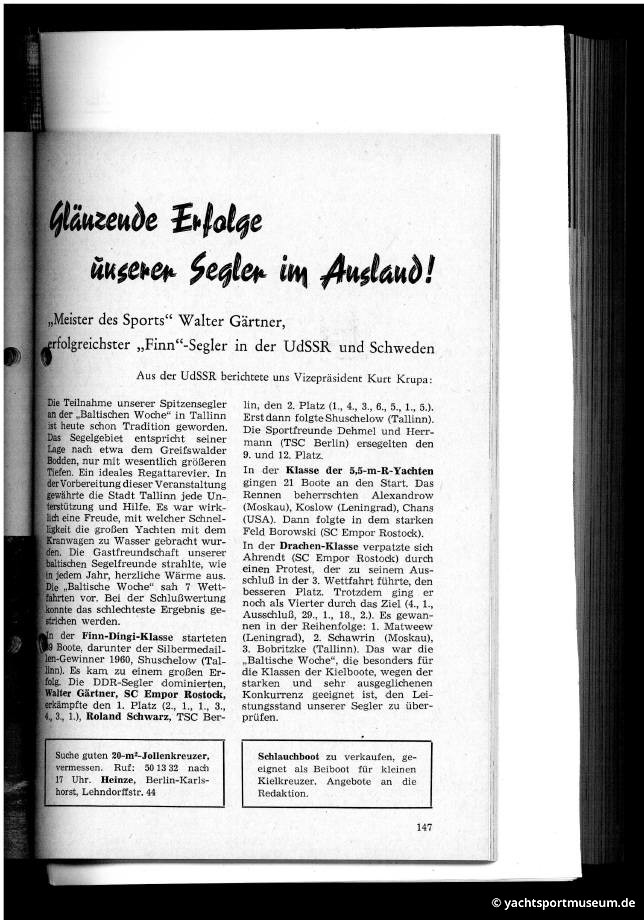 Glänzende Erfolge
unserer Segler im Ausland!
„Meister des Sports“ Walter Gärtner,
erfolgreichster „Finn“-Segler in der UdSSR und Schweden
Aus der UdSSR berichtete uns Vizepräsident Kurt Krupa:
Die Teilnahme unserer Spitzensegler
an der „Baltischen Woche“ in Tallinn
ist heute schon Tradition geworden.
Das Segelgebiet entspricht seiner
Lage nach etwa dem Greifswalder
Bodden, nur mit wesentlich größeren
Tiefen. Ein ideales Regattarevier. In
der Vorbereitung dieser Veranstaltung
gewährte die Stadt Tallinn jede Un-
terstützung und Hilfe. Es war wirk-
lich eine Freude, mit welcher Schnel-
ligkeit die großen Yachten mit dem
Kranwagen zu Wasser gebracht wur-
den. Die Gastfreundschaft unserer
baltischen Segelfreunde strahlte, wie
in jedem Jahr, herzliche Wärme aus.
Die „Baltische Woche“ sah 7 Wett-
fahrten vor. Bei der Schlußwertung
konnte das schlechteste Ergebnis ge-
strichen werden.
In der Finn-Dingi-Klasse starteten
9 Boote, darunter der Silbermedail-
len-Gewinner 1960, Shuschelow (Tal-
linn). Es kam zu einem großen Er-
folg. Die DDR-Segler dominierten,
Walter Gärtner, SC Empor Rostock,
erkämpfte den 1. Platz (2., 1., 1., 3.,
4., 3., 1.), Roland Schwarz, TSC Ber-
lin, den 2. Platz (1., 4., 3., 6., 5., 1., 5.).
Erst dann folgte Shuschelow (Tallinn).
Die Sportfreunde Dehmel und Herr-
mann (TSC Berlin) ersegelten den
9. und 12. Platz.
In der Klasse der 5,5-m-R-Yachten
gingen 21 Boote an den Start. Das
Rennen beherrschten Alexandrow
(Moskau), Koslow (Leningrad), Chans
(USA). Dann folgte in dem starken
Feld Borowski (SC Empor Rostock).
In der Drachen-Klasse verpatzte sich
Ahrendt (SC Empor Rostock) durch
einen Protest, der zu seinem Aus-
schluß in der 3. Wettfahrt führte, den
besseren Platz. Trotzdem ging er
noch als Vierter durch das Ziel (4., 1.,
Ausschluß, 29., 1., 18., 2.). Es gewan-
nen in der Reihenfolge: 1. Matweew
(Leningrad), 2. Schawrin (Moskau),
3. Bobritzke (Tallinn). Das war die
„Baltische Woche“, die besonders für
die Klassen der Kielboote, wegen der
starken und sehr ausgeglichenen
Konkurrenz geeignet ist, den Lei-
stungsstand unserer Segler zu über-
prüfen.
Suche guten 20-m²-Jollenkreuzer,
vermessen. Ruf: 50 13 32 nach
17 Uhr. Heinze, Berlin-Karls-
horst, Lehndorffstr. 44
Schlauchboot zu verkaufen, ge-
eignet als Beiboot für kleinen
Kielkreuzer. Angebote an die
Redaktion.
147
© yachtsportmuseum.de